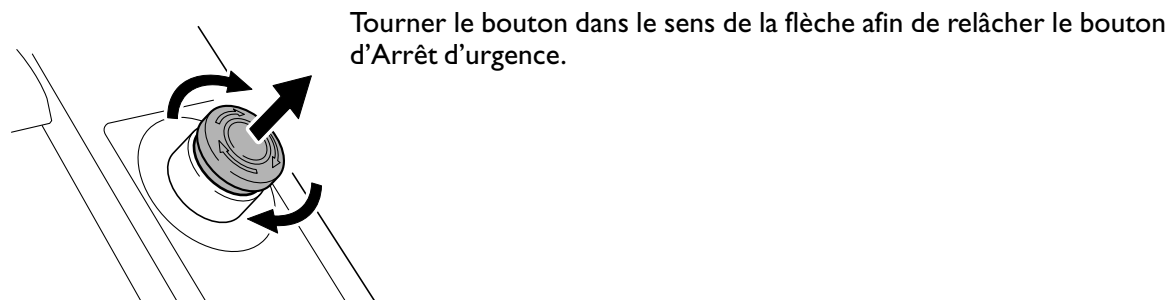 Tourner le bouton dans le sens de la flèche afin de relâcher le bouton
d’Arrêt d’urgence.